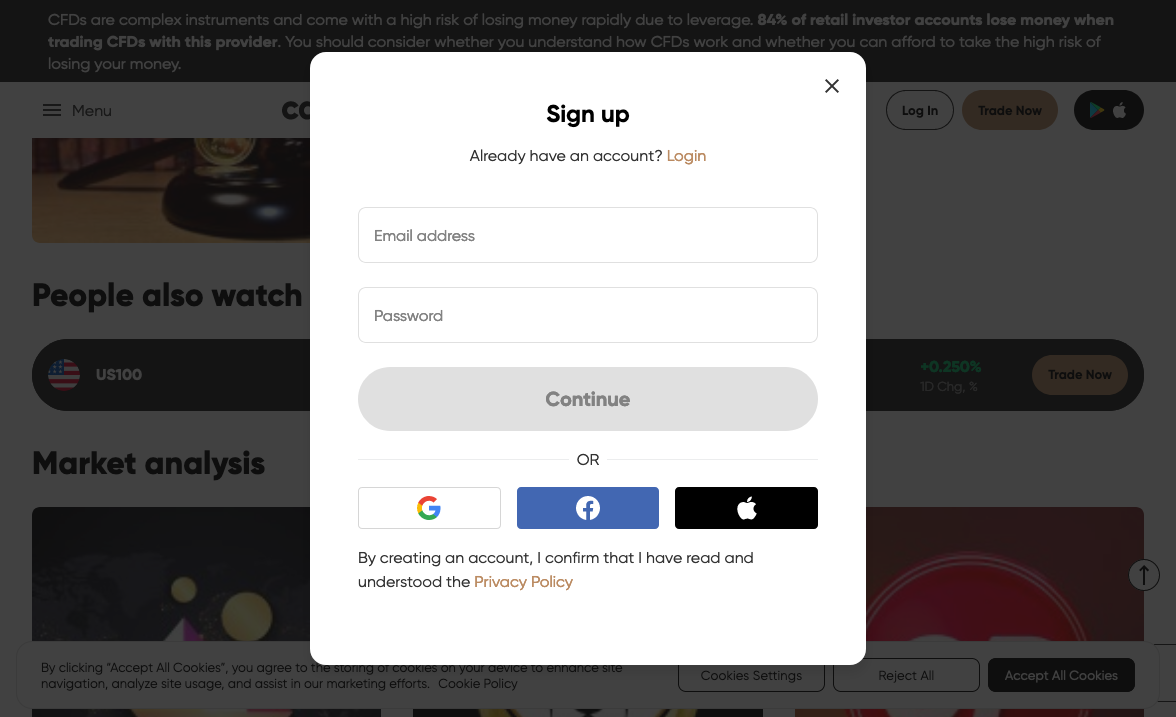 CFDs are complex instruments and come with a high risk of losing money rapidly due to leverage. 84% of retail investor accounts lose money when
trading CFDs with this provider. You should consider whether you understand how CFDs work and whether you can afford to take the high risk of
losing your money.
Menu
Log In
Trade Now
Sign up
Already have an account? Login
Email address
Password
Continue
OR
By creating an account, I confirm that I have read and
understood the Privacy Policy
People also watch
US100
+0.250%
1D Chg, %
Trade Now
Market analysis
By clicking “Accept All Cookies”, you agree to the storing of cookies on your device to enhance site
navigation, analyze site usage, and assist in our marketing efforts. Cookie Policy
Cookies Settings
Reject All
Accept All Cookies